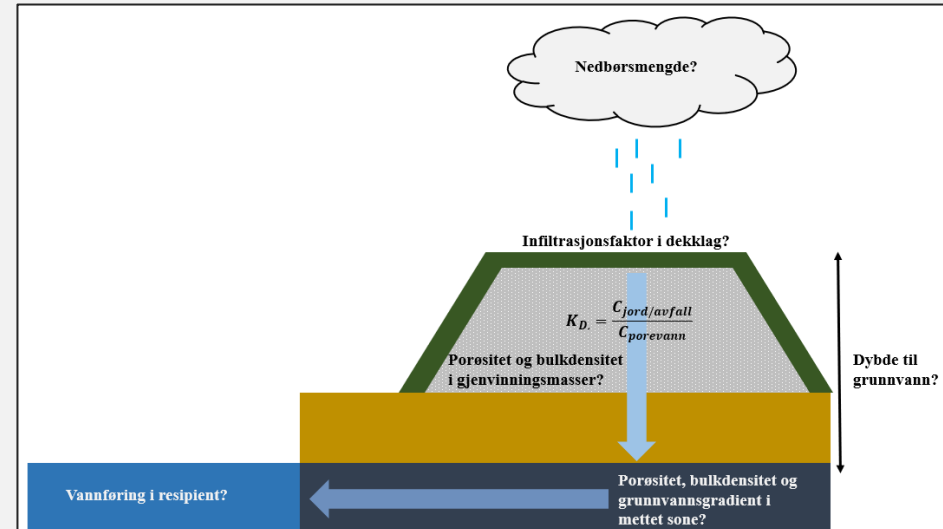 Nedbørsmengde?
Infiltrasjonsfaktor i dekklag?
K_D. = C_jord/avfall / C_porevann
Porøsitet og bulkdensitet
i gjenvinningsmasser?
Dybde til
grunnvann?
Vannføring i resipient?
Porøsitet, bulkdensitet og
grunnvannsgradient i
mettet sone?